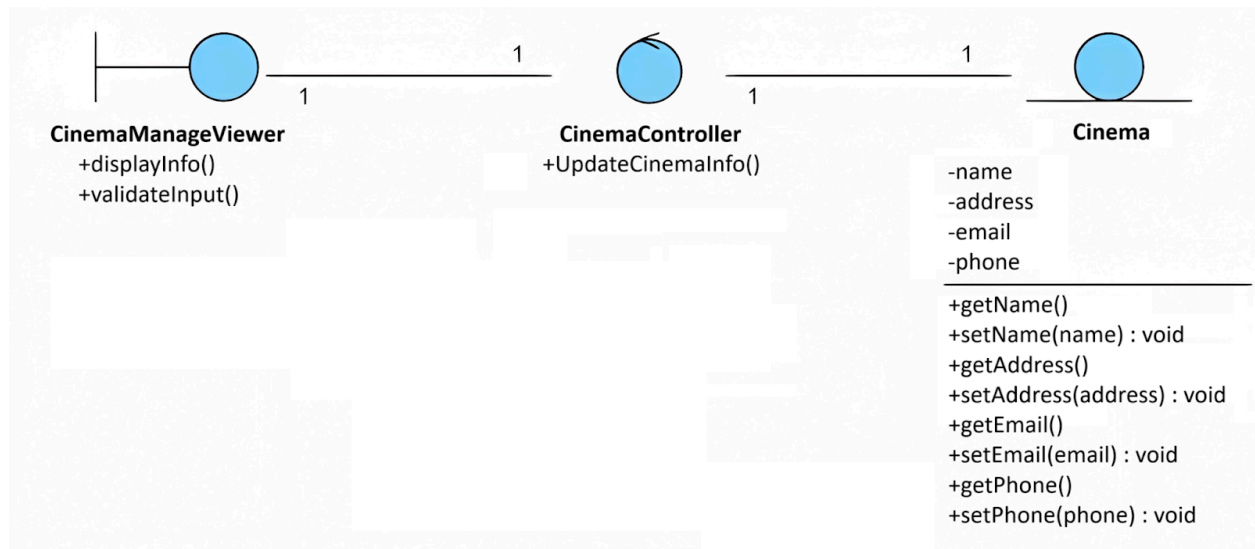 1
1
1
1
CinemaManageViewer
+displayInfo()
+validateInput()
CinemaController
+UpdateCinemaInfo()
Cinema
-name
-address
-email
-phone
+getName()
+setName(name) : void
+getAddress()
+setAddress(address) : void
+getEmail()
+setEmail(email) : void
+getPhone()
+setPhone(phone) : void